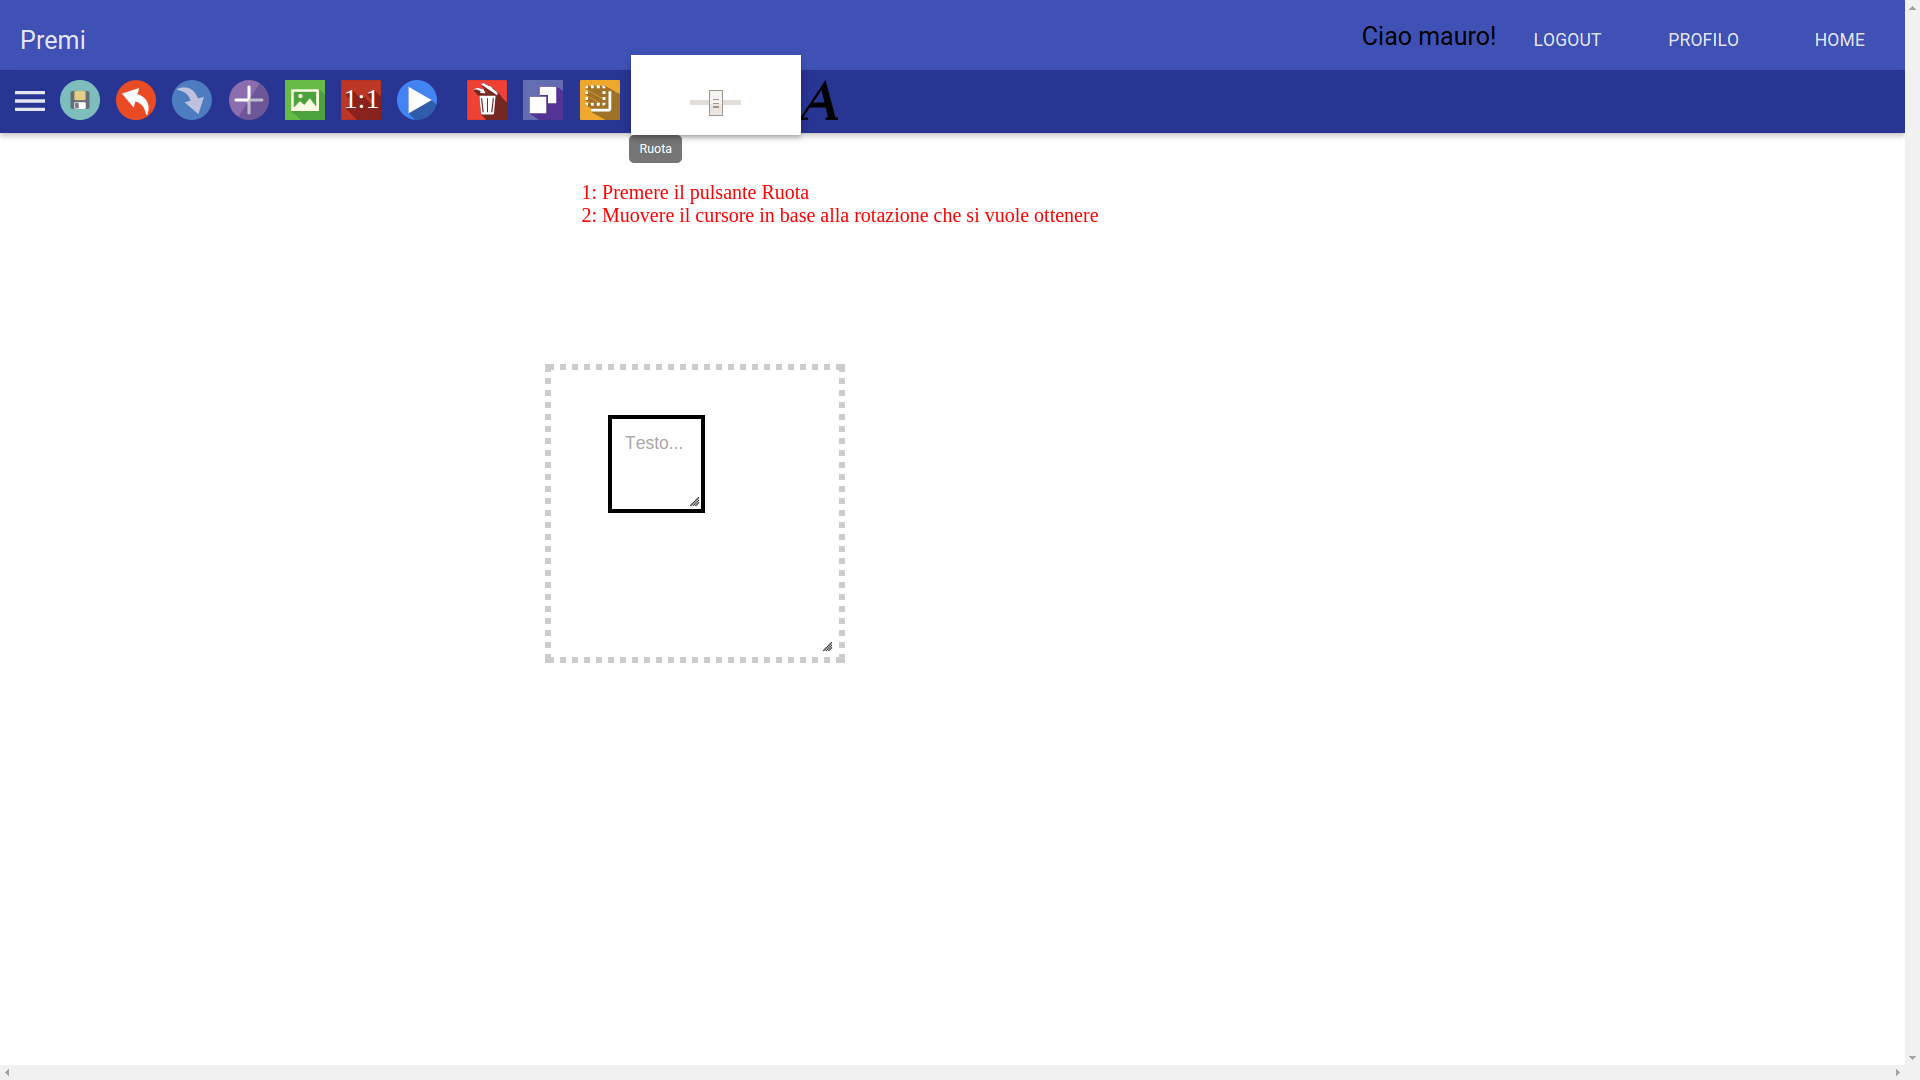 Premi
Ciao mauro!
LOGOUT
PROFILO
HOME
1:1
A
Ruota
1: Premere il pulsante Ruota
2: Muovere il cursore in base alla rotazione che si vuole ottenere
Testo...